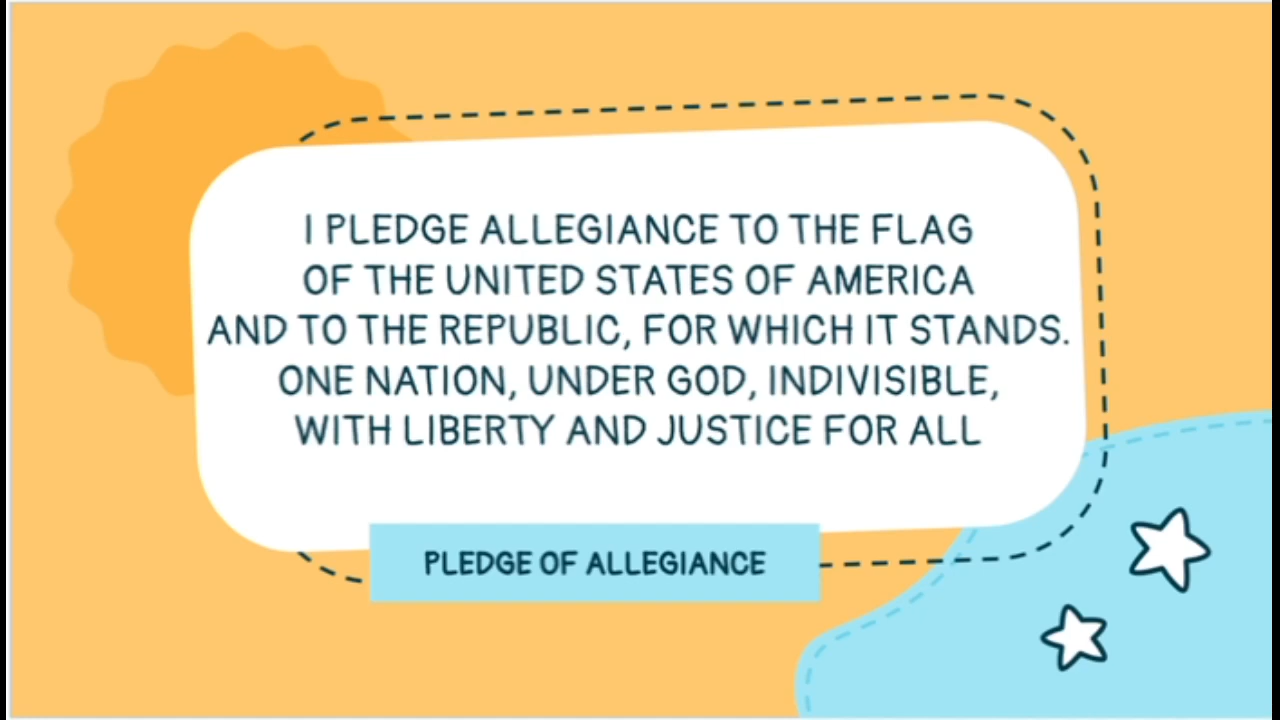 I PLEDGE ALLEGIANCE TO THE FLAG
OF THE UNITED STATES OF AMERICA
AND TO THE REPUBLIC, FOR WHICH IT STANDS.
ONE NATION, UNDER GOD, INDIVISIBLE,
WITH LIBERTY AND JUSTICE FOR ALL
PLEDGE OF ALLEGIANCE